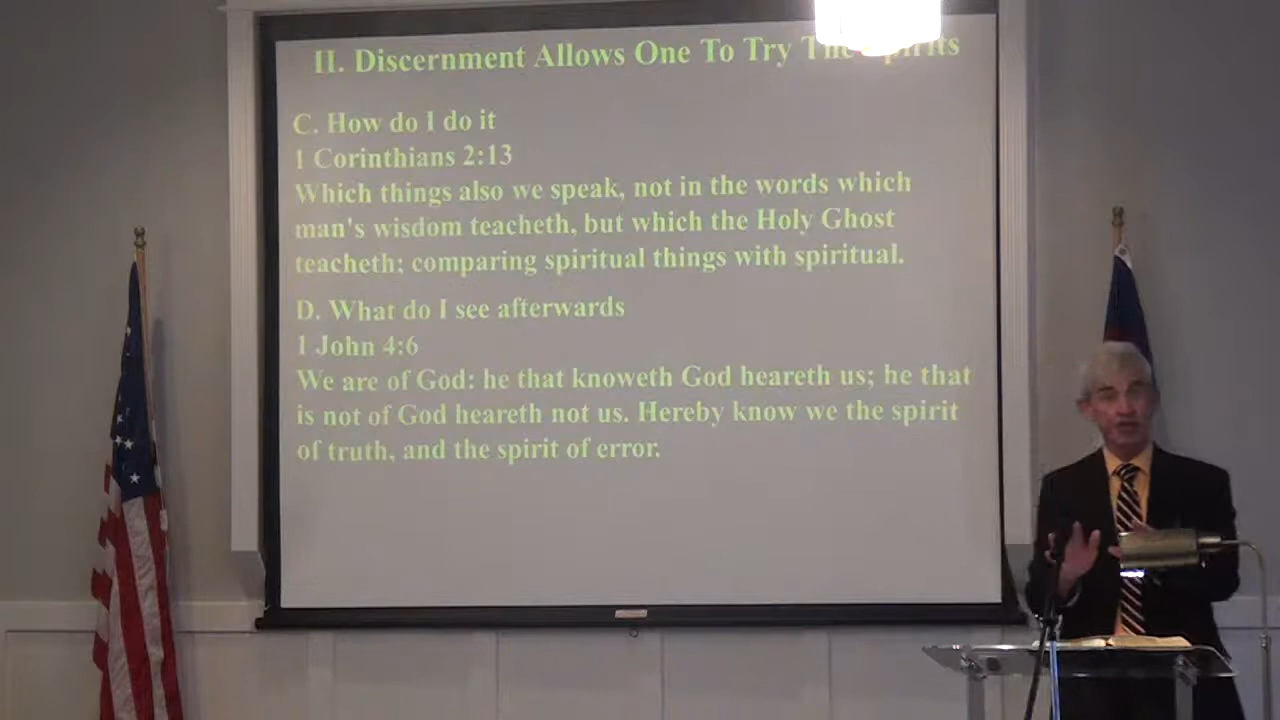 II. Discernment Allows One To Try The Spirits
C. How do I do it
1 Corinthians 2:13
Which things also we speak, not in the words which
man's wisdom teacheth, but which the Holy Ghost
teacheth; comparing spiritual things with spiritual.
D. What do I see afterwards
1 John 4:6
We are of God: he that knoweth God heareth us; he that
is not of God heareth not us. Hereby know we the spirit
of truth, and the spirit of error.